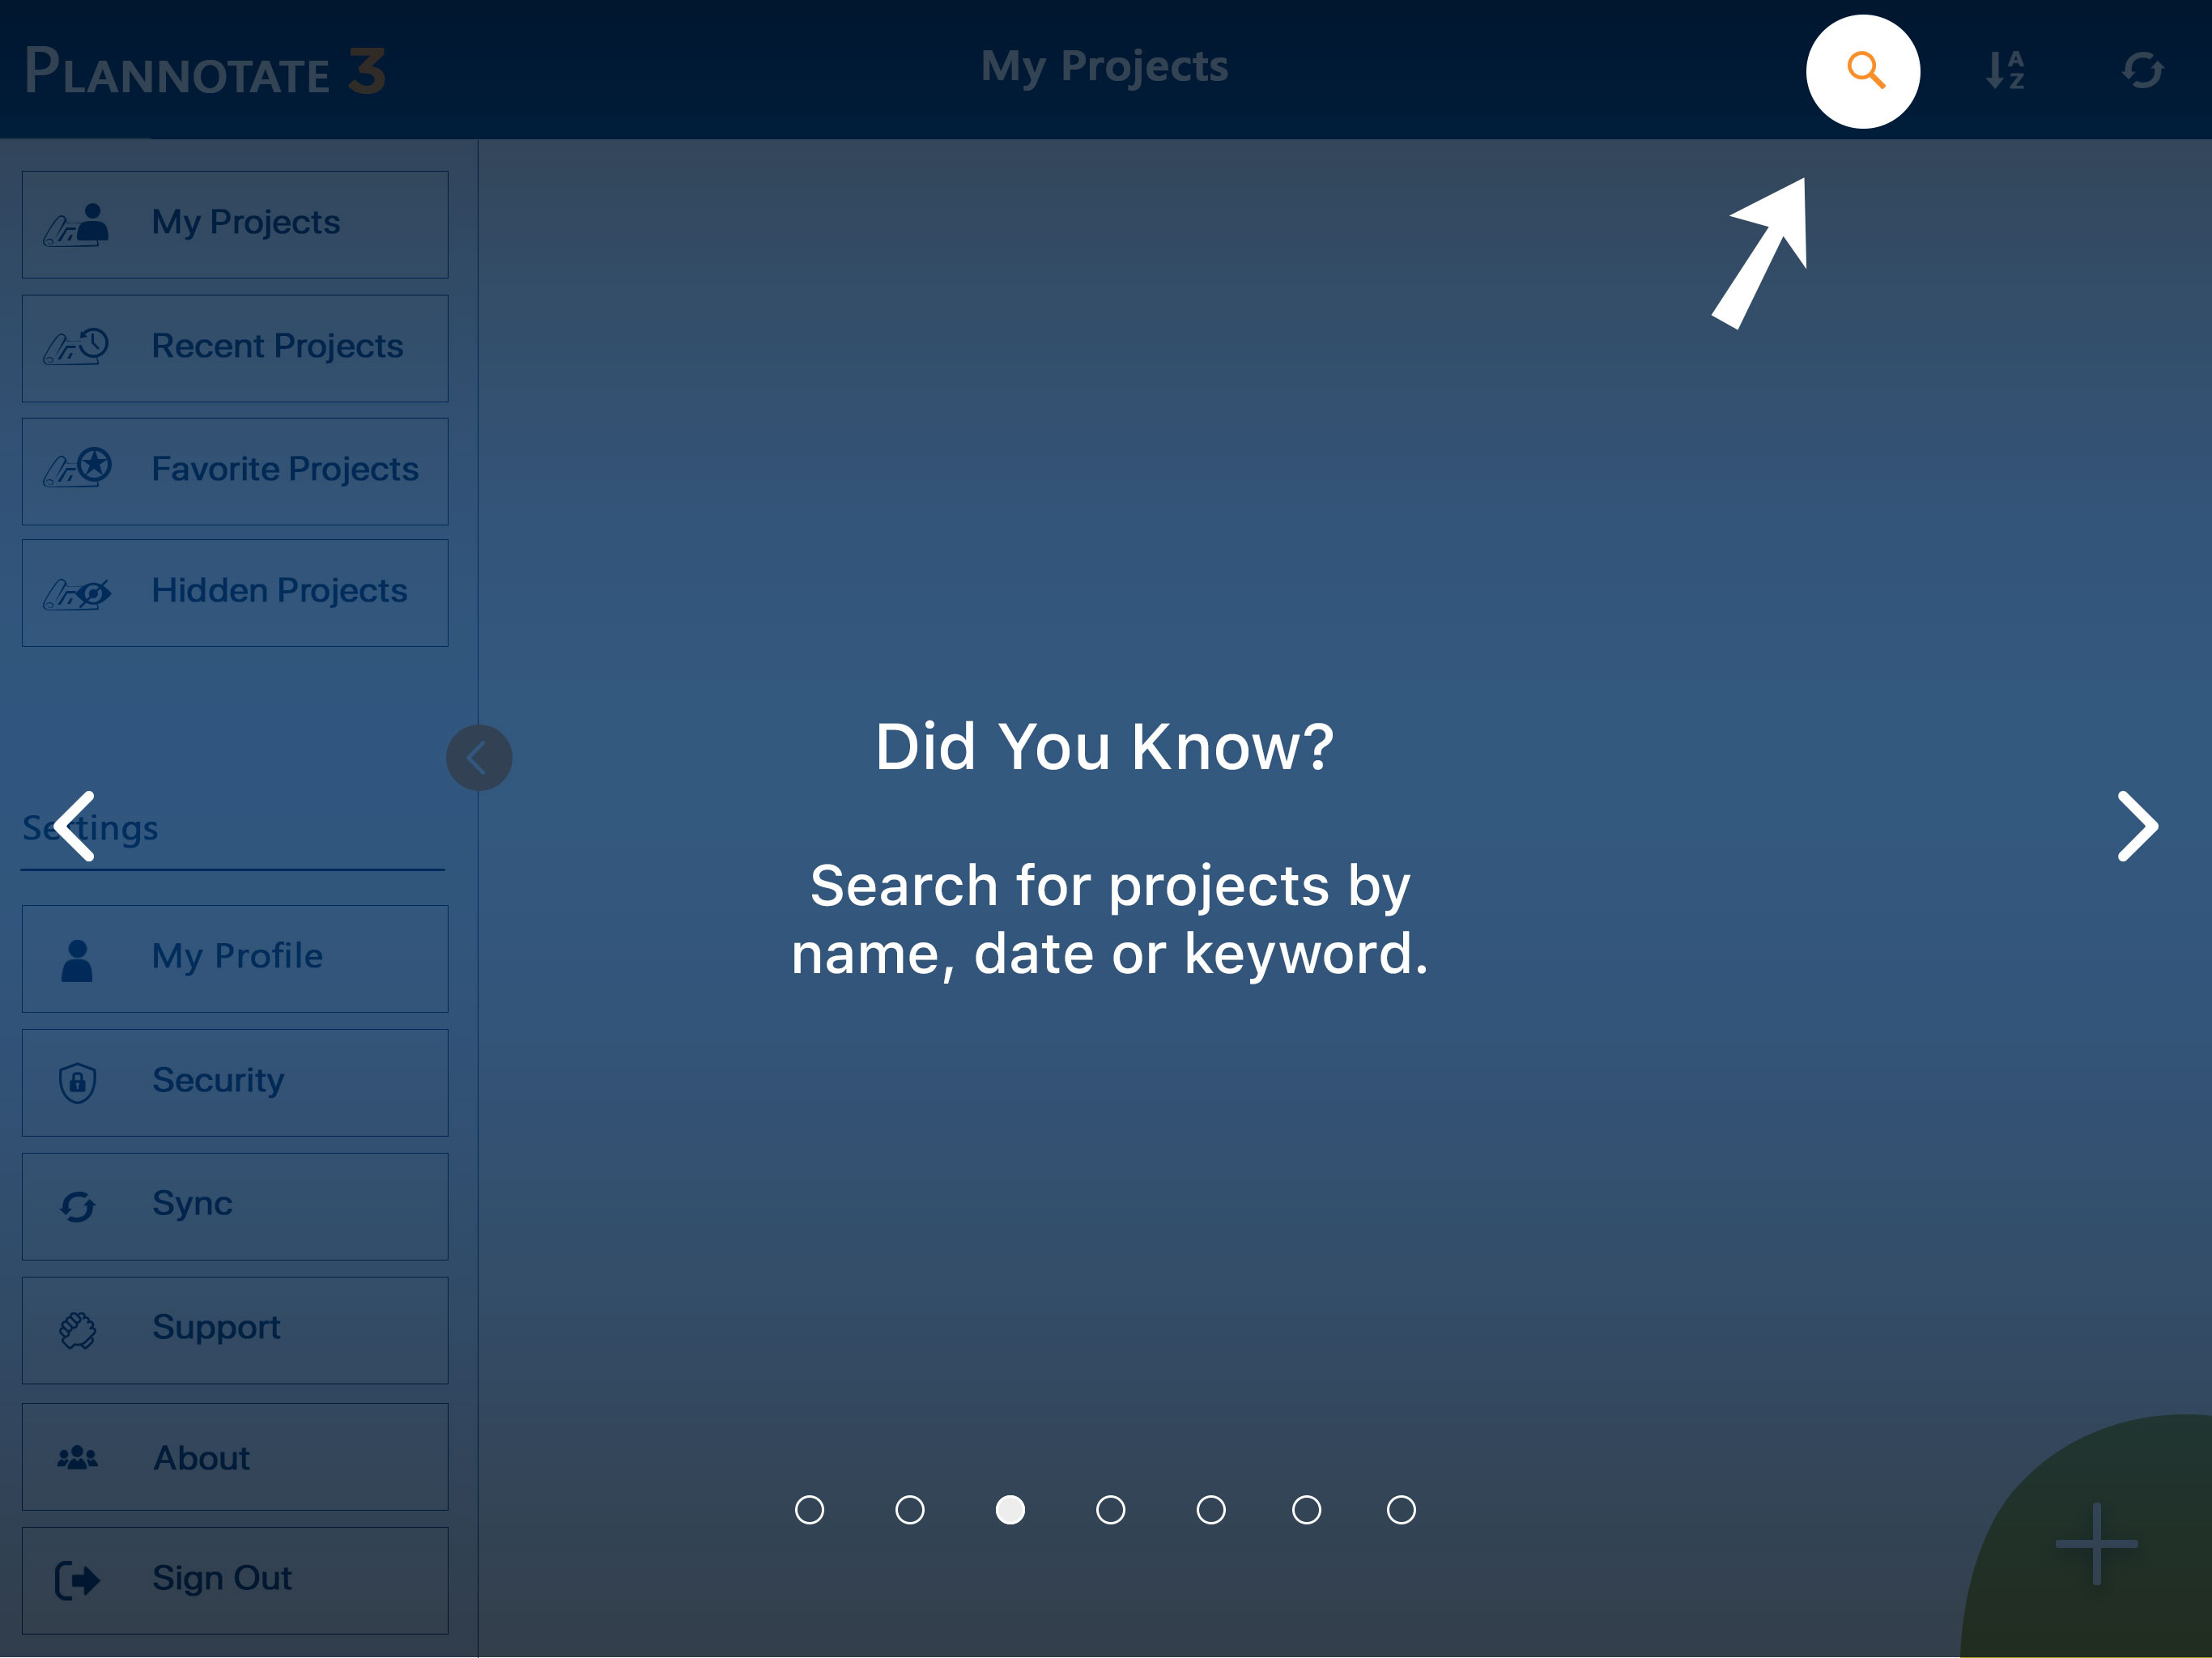 PLANNOTATE 3
My Projects
A
Z
My Projects
Recent Projects
Favorite Projects
Hidden Projects
Settings
My Profile
Security
Sync
Support
About
Sign Out
Did You Know?
Search for projects by
name, date or keyword.